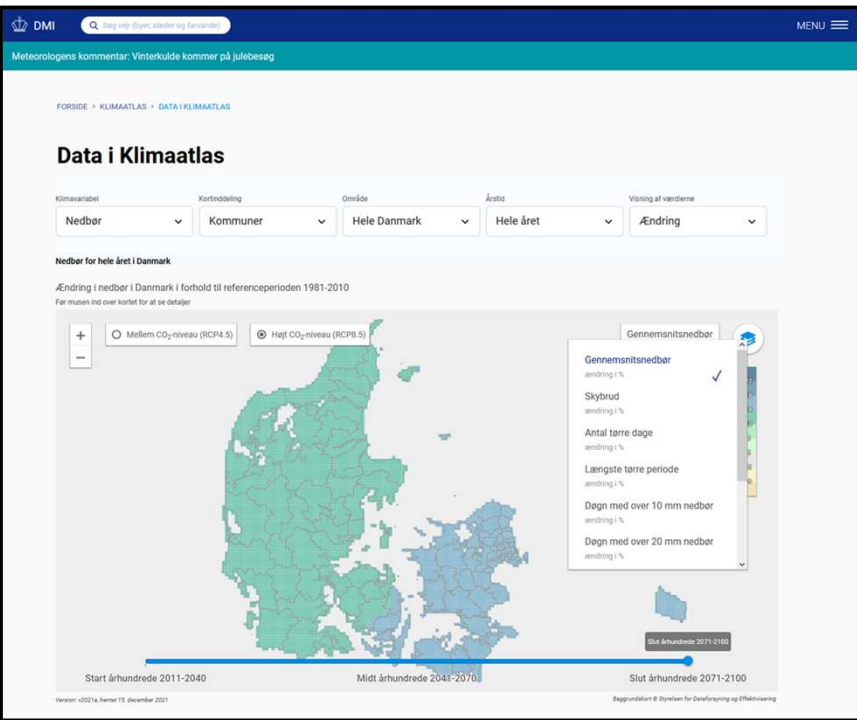 DMI
Søg vejr (byer, steder og farvande)
MENU
Meteorologens kommentar: Vinterkulde kommer på julebesøg
FORSIDE > KLIMAATLAS > DATA I KLIMAATLAS
Data i Klimaatlas
Klimavariabel
Kortinddeling
Område
Årstid
Visning af værdierne
Nedbør
Kommuner
Hele Danmark
Hele året
Ændring
Nedbør for hele året i Danmark
Ændring i nedbør i Danmark i forhold til referenceperioden 1981-2010
Før musen ind over kortet for at se detaljer
+
−
Mellem CO2-niveau (RCP4.5)
Højt CO2-niveau (RCP8.5)
Gennemsnitsnedbør
Gennemsnitsnedbør
ændring i %
Skybrud
ændring i %
Antal tørre dage
ændring i %
Længste tørre periode
ændring i %
Døgn med over 10 mm nedbør
ændring i %
Døgn med over 20 mm nedbør
ændring i %
Slut århundrede 2071-2100
Start århundrede 2011-2040
Midt århundrede 2041-2070
Slut århundrede 2071-2100
Version: v2021a, hentet 15. december 2021
Baggrundskort © Styrelsen for Dataforsyning og Effektivisering